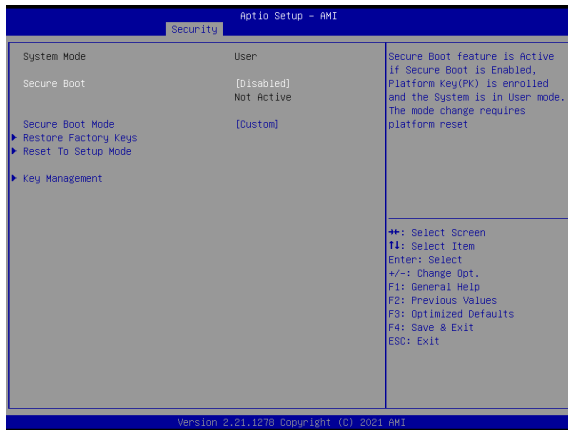 Aptio Setup - AMI
Security
System Mode User
Secure Boot [Disabled]
Not Active
Secure Boot Mode [Custom]
Restore Factory Keys
Reset To Setup Mode
Key Management
Secure Boot feature is Active
if Secure Boot is Enabled,
Platform Key(PK) is enrolled
and the System is in User mode.
The mode change requires
platform reset
→←: Select Screen
↑↓: Select Item
Enter: Select
+/-: Change Opt.
F1: General Help
F2: Previous Values
F3: Optimized Defaults
F4: Save & Exit
ESC: Exit
Version 2.21.1278 Copyright (C) 2021 AMI